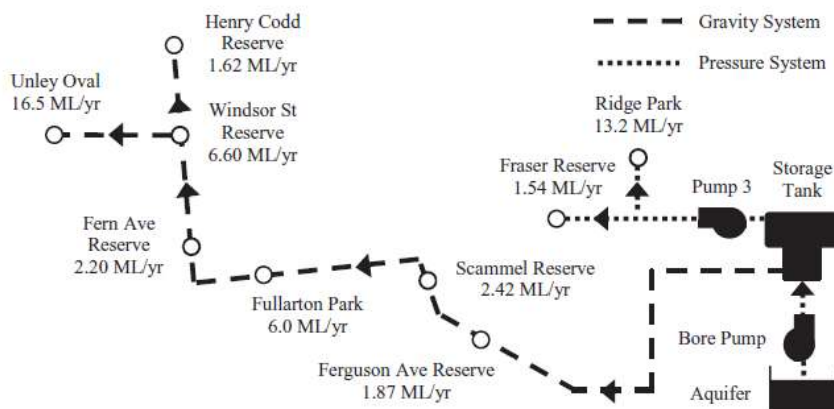 Henry Codd
Reserve
1.62 ML/yr
Gravity System
Pressure System
Unley Oval
16.5 ML/yr
Windsor St
Reserve
6.60 ML/yr
Ridge Park
13.2 ML/yr
Fraser Reserve
1.54 ML/yr
Pump 3
Storage
Tank
Fern Ave
Reserve
2.20 ML/yr
Fullarton Park
6.0 ML/yr
Scammel Reserve
2.42 ML/yr
Ferguson Ave Reserve
1.87 ML/yr
Bore Pump
Aquifer